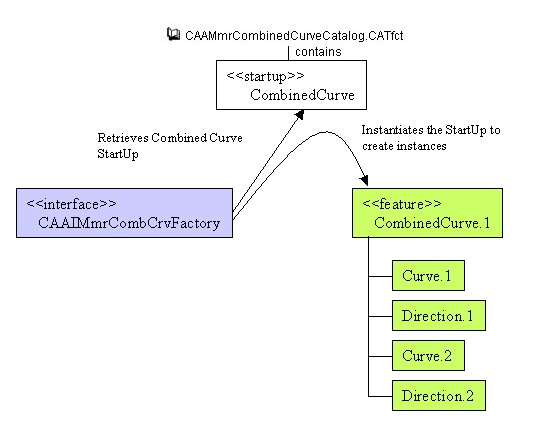 CAAMmrCombinedCurveCatalog.CATfct
contains
<<startup>>
CombinedCurve
Retrieves Combined Curve
StartUp
Instantiates the StartUp to
create instances
<<interface>>
CAAIMmrCombCrvFactory
<<feature>>
CombinedCurve.1
Curve.1
Direction.1
Curve.2
Direction.2